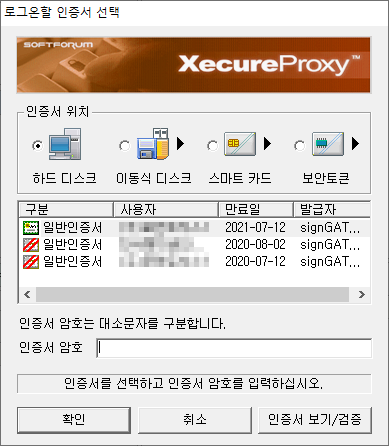 로그온할 인증서 선택
SOFTFORUM
XecureProxy™
인증서 위치
하드 디스크 이동식 디스크 스마트 카드 보안토큰
구분 사용자 만료일 발급자
일반인증서 2021-07-12 signGAT...
일반인증서 2020-08-02 signGAT...
일반인증서 2020-07-12 signGAT...
인증서 암호는 대소문자를 구분합니다.
인증서 암호
인증서를 선택하고 인증서 암호를 입력하십시오.
확인 취소 인증서 보기/검증